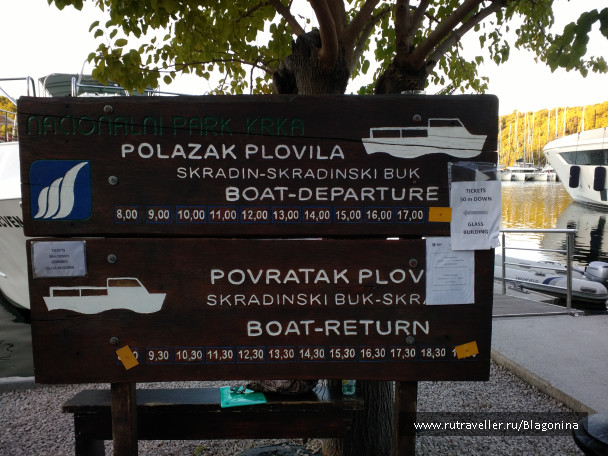 NACIONALNI PARK KRKA
POLAZAK PLOVILA
SKRADIN-SKRADINSKI BUK
BOAT-DEPARTURE
8,00 9,00 10,00 11,00 12,00 13,00 14,00 15,00 16,00 17,00
TICKETS
50 m DOWN
GLASS
BUILDING
TICKETS
POVRATAK PLOV
SKRADINSKI BUK-SKRA
BOAT-RETURN
9,30 10,30 11,30 12,30 13,30 14,30 15,30 16,30 17,30 18,30
www.rutraveller.ru/Blagonina